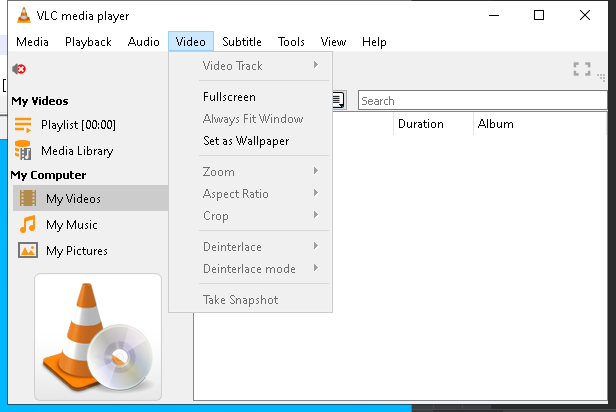 VLC media player
Media Playback Audio Video Subtitle Tools View Help
Video Track
Fullscreen
Always Fit Window
Set as Wallpaper
Zoom
Aspect Ratio
Crop
Deinterlace
Deinterlace mode
Take Snapshot
Search
Duration Album
My Videos
Playlist [00:00]
Media Library
My Computer
My Videos
My Music
My Pictures